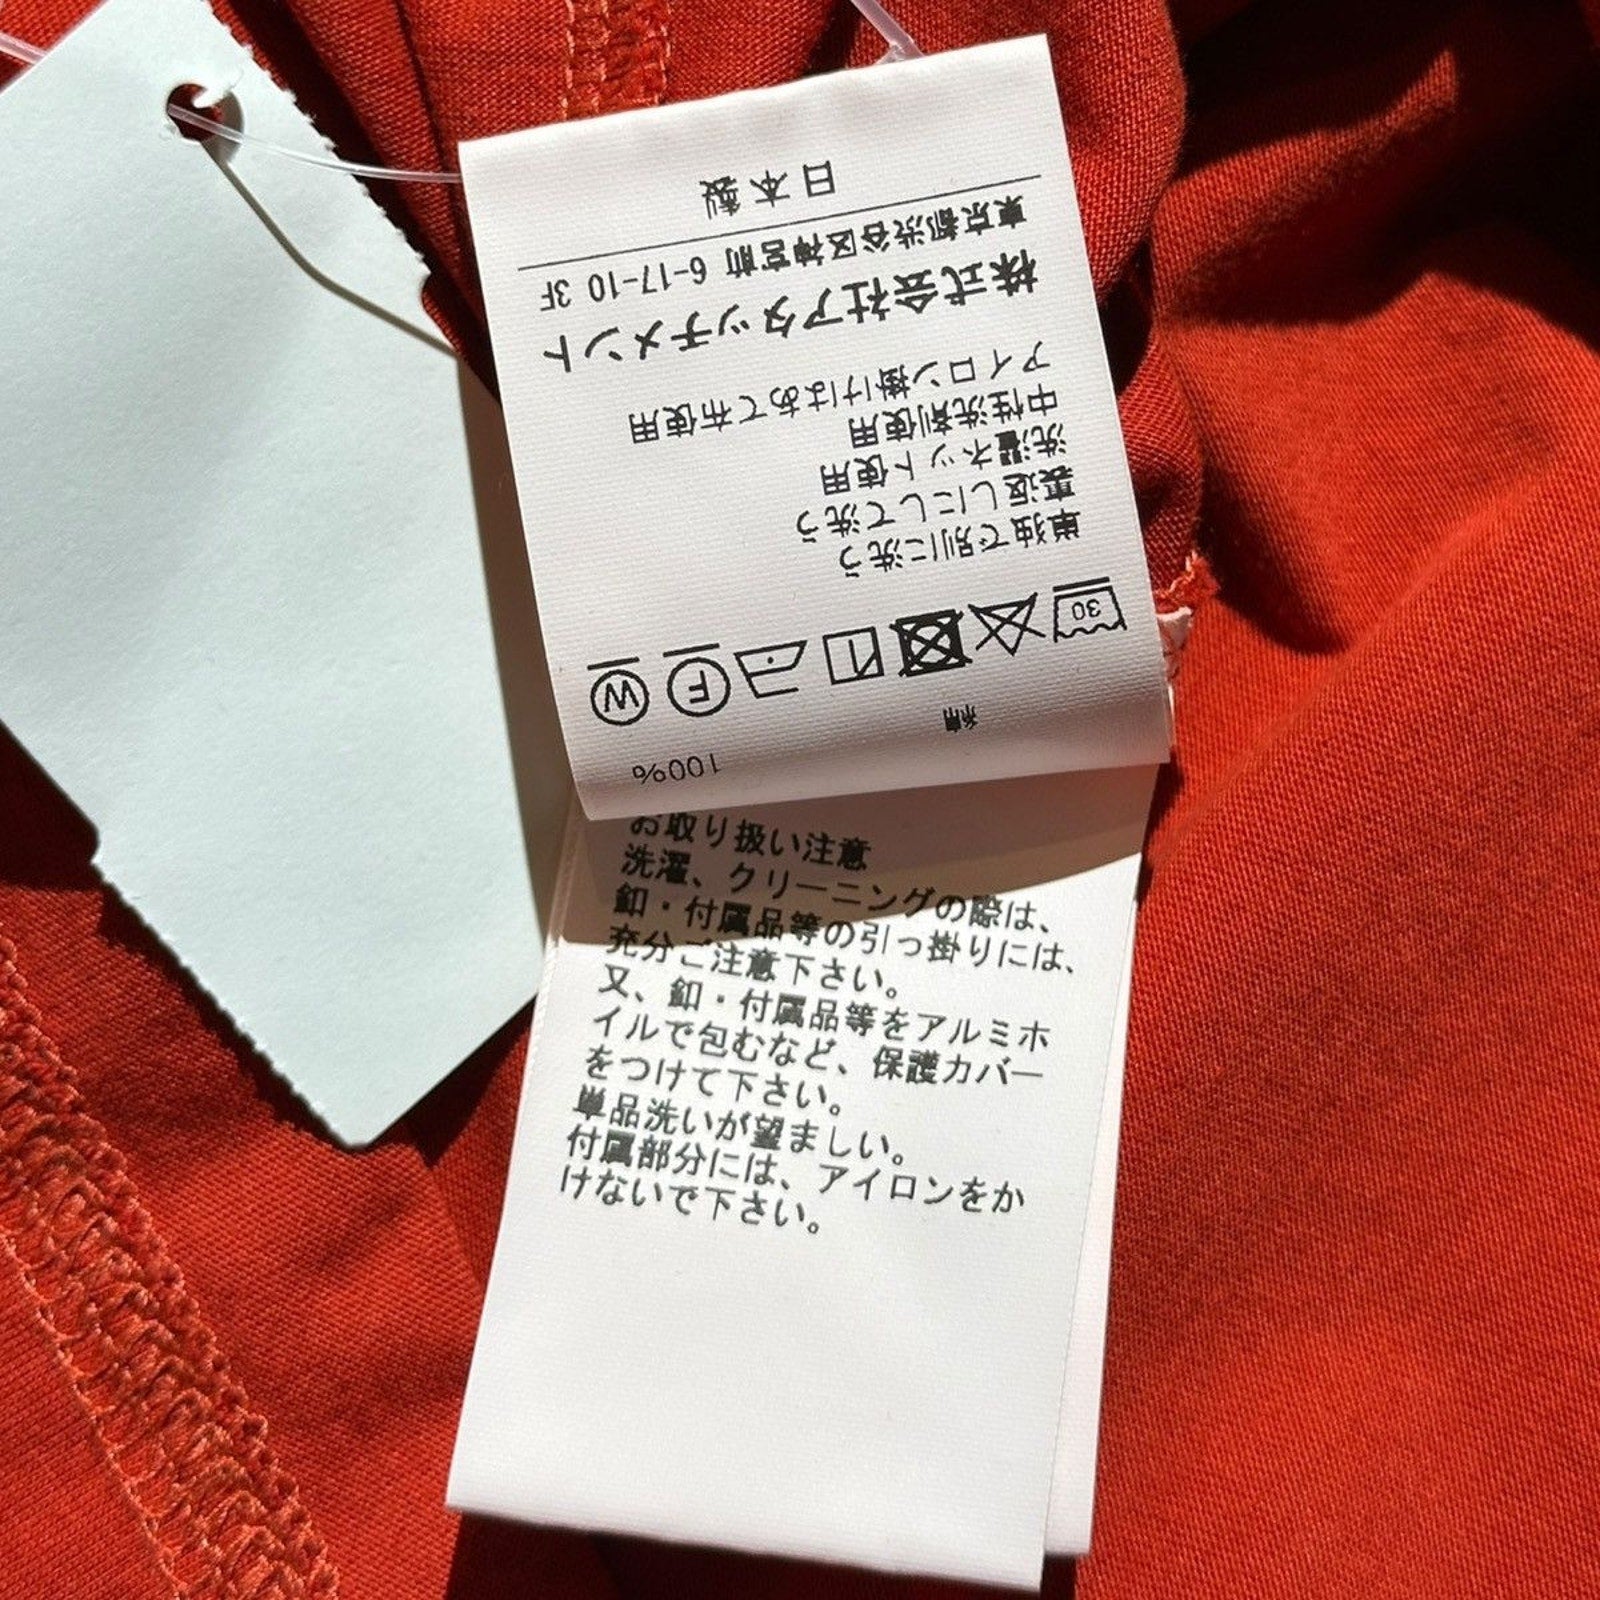 綿
100%
30
F
W
単独で別に洗う
裏返しにして洗う
洗濯ネット使用
中性洗剤使用
アイロン掛けはあて布使用
株式会社アタッチメント
東京都渋谷区神宮前 6-17-10 3F
日本製
お取り扱い注意
洗濯、クリーニングの際は、
釦・付属品等の引っ掛りには、
充分ご注意下さい。
又、釦・付属品等をアルミホ
イルで包むなど、保護カバー
をつけて下さい。
単品洗いが望ましい。
付属部分には、アイロンをか
けないで下さい。